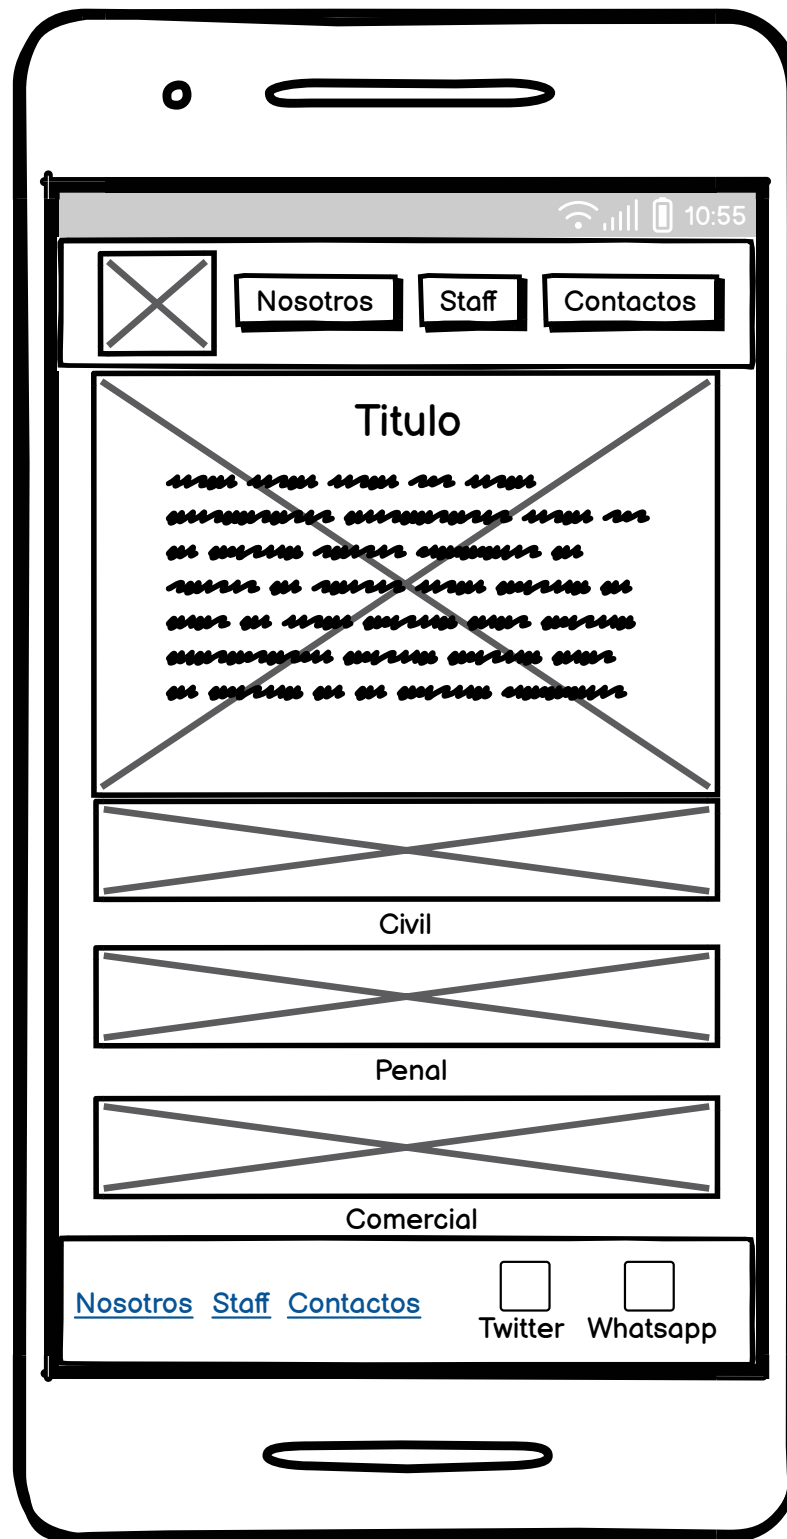 10:55
Nosotros Staff Contactos
Titulo
Civil
Penal
Comercial
Nosotros Staff Contactos
Twitter Whatsapp